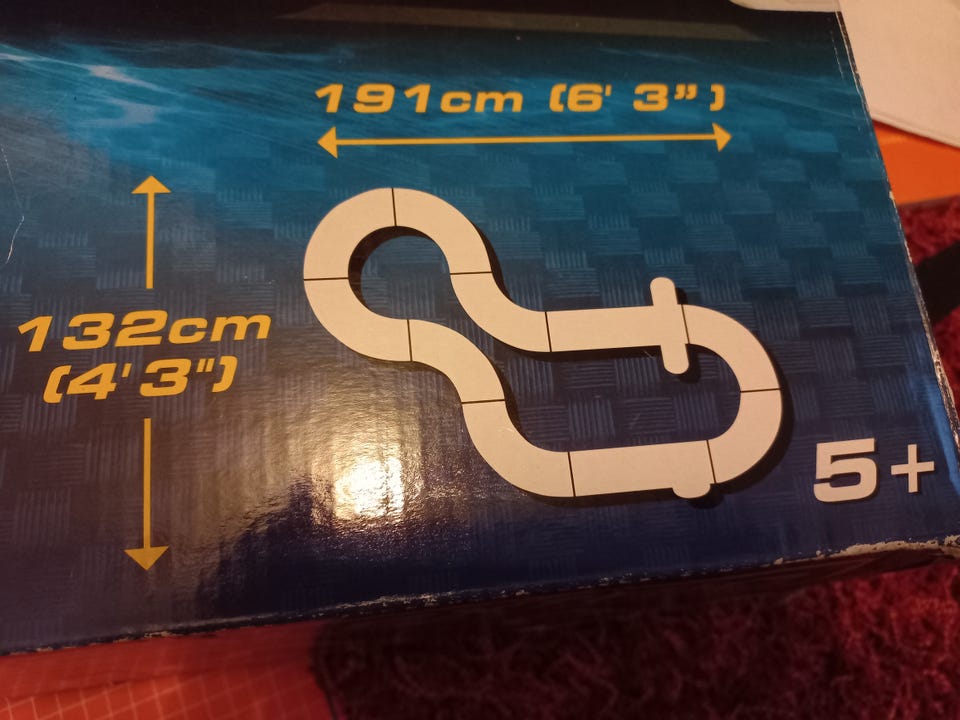 191cm (6' 3")
132cm
(4' 3")
5+